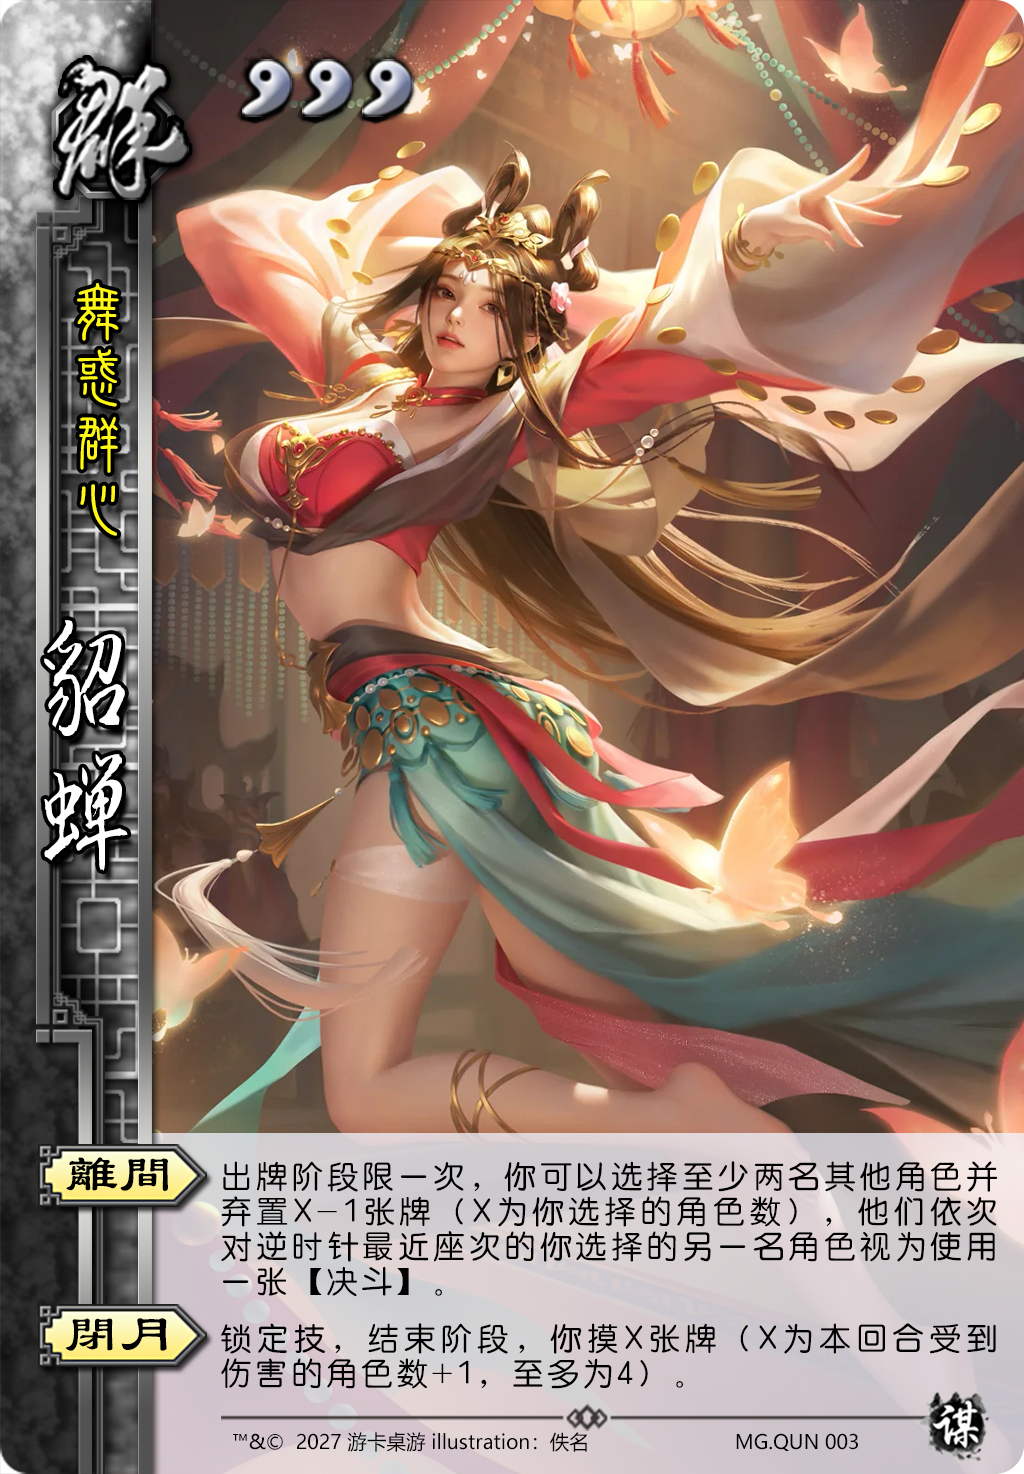 群
舞惑群心
貂蝉
離間
出牌阶段限一次，你可以选择至少两名其他角色并
弃置X-1张牌（X为你选择的角色数），他们依次
对逆时针最近座次的你选择的另一名角色视为使用
一张【决斗】。
閉月
锁定技，结束阶段，你摸X张牌（X为本回合受到
伤害的角色数+1，至多为4）。
™&© 2027 游卡桌游 illustration：佚名
MG.QUN 003
谋